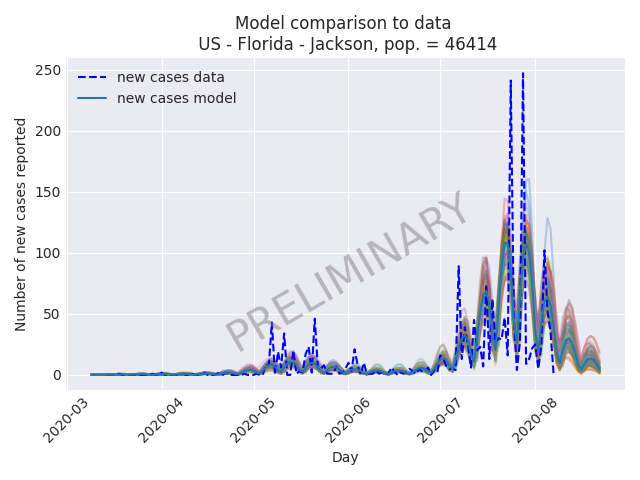 Model comparison to data
US - Florida - Jackson, pop. = 46414
new cases data
new cases model
Number of new cases reported
250
200
150
100
50
0
PRELIMINARY
2020-03
2020-04
2020-05
2020-06
2020-07
2020-08
Day